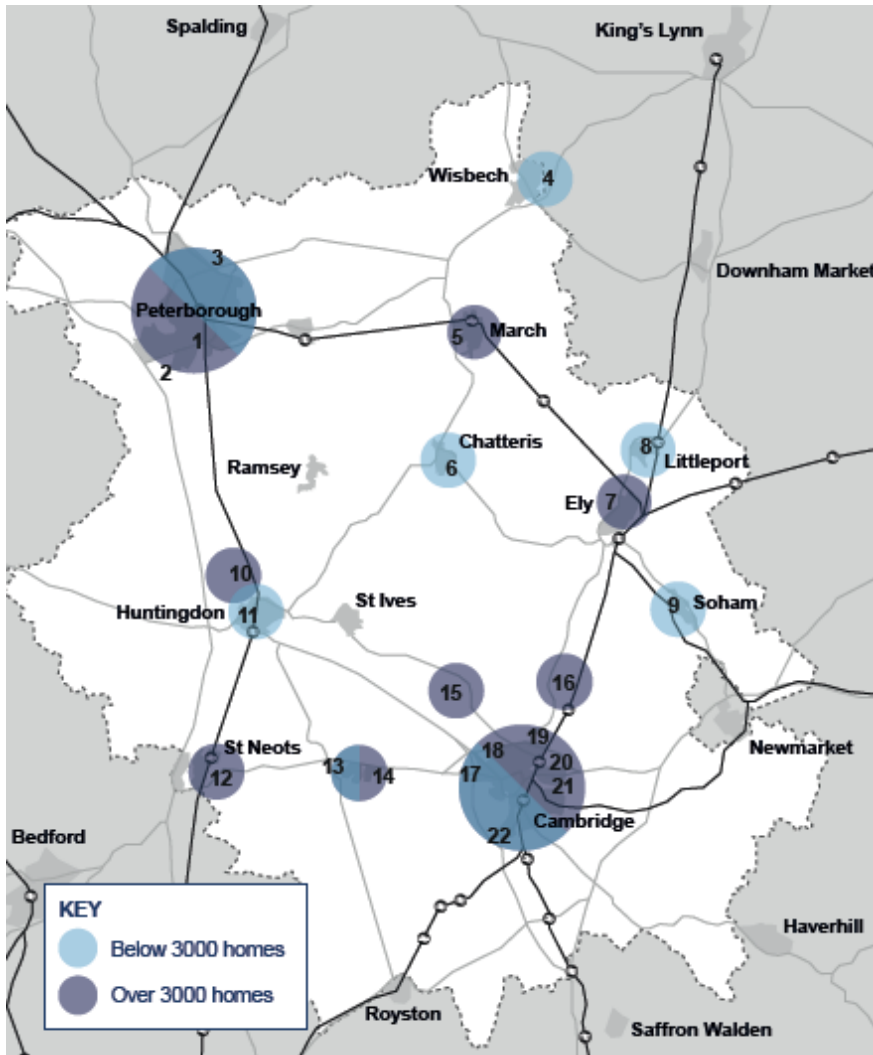 Spalding
King's Lynn
Wisbech
4
3
Downham Market
Peterborough
1
2
5
March
Chatteris
6
8
Littleport
Ramsey
Ely
7
10
Huntingdon
11
St Ives
9
Soham
15
16
St Neots
12
13
14
18
19
17
20
21
Newmarket
Cambridge
22
Bedford
KEY
Below 3000 homes
Over 3000 homes
Haverhill
Royston
Saffron Walden